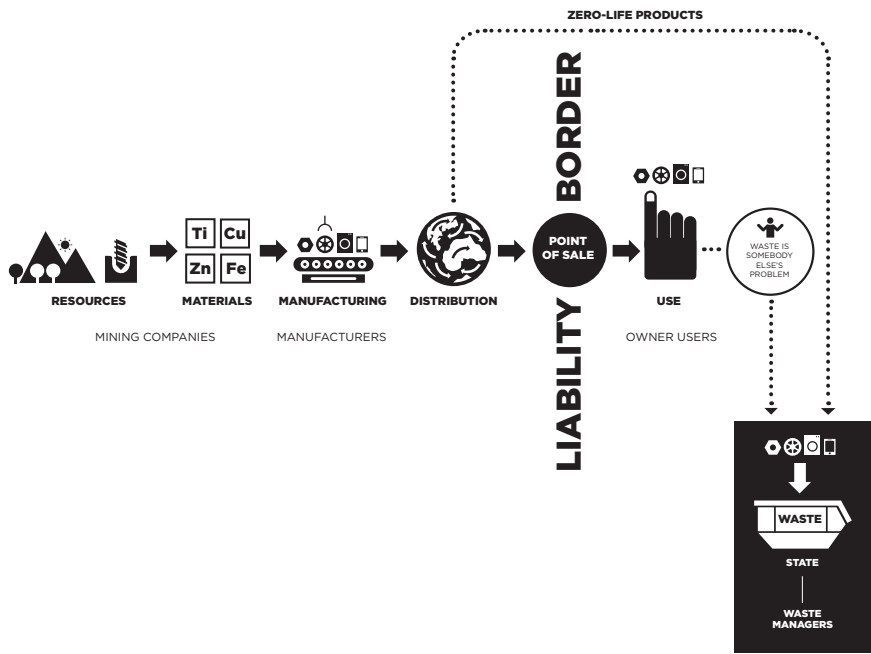 ZERO-LIFE PRODUCTS
LIABILITY BORDER
Ti Cu
Zn Fe
POINT
OF SALE
WASTE IS
SOMEBODY
ELSE'S
PROBLEM
RESOURCES
MATERIALS
MANUFACTURING
DISTRIBUTION
USE
MINING COMPANIES
MANUFACTURERS
OWNER USERS
WASTE
STATE
WASTE
MANAGERS